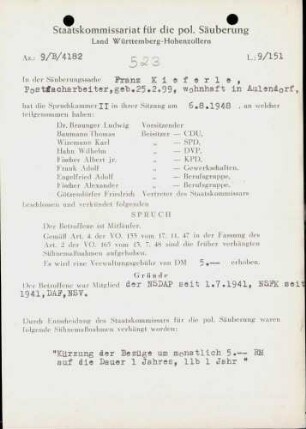 Staatskommissariat für die pol. Säuberung
Land Württemberg-Hohenzollern
Az.: 9/B/4182
L: 9/151
523
In der Säuberungssache Franz Kieferle,
Postfacharbeiter, geb. 25.2.99, wohnhaft in Aulendorf,
hat die Spruchkammer II in ihrer Sitzung am 6.8.1948, an welcher
teilgenommen haben:
Dr. Breunger Ludwig Vorsitzender
Baumann Thomas Beisitzer — CDU,
Wizemann Karl „ — SPD,
Hahn Wilhelm „ — DVP,
Fischer Albert jr. „ — KPD,
Frank Adolf „ — Gewerkschaften.
Engelfried Adolf „ — Berufsgruppe,
Fischer Alexander „ — Berufsgruppe,
Göttensdörfer Friedrich Vertreter des Staatskommissars
beschlossen und verkündet folgenden
SPRUCH
Der Betroffene ist Mitläufer.
Gemäß Art. 4 der VO. 133 vom 17. 11. 47 in der Fassung des
Art. 2 der VO. 165 vom 13. 7. 48 sind die früher verhängten
Sühnemaßnahmen aufgehoben.
Es wird eine Verwaltungsgebühr von DM 5.-- erhoben.
Gründe
Der Betroffene war Mitglied der NSDAP seit 1.7.1941, NSFK seit
1941, DAF, NSV.
Durch Entscheidung des Staatskommissars für die pol. Säuberung waren
folgende Sühnemaßnahmen verhängt worden:
"Kürzung der Bezüge um monatlich 5.-- RM
auf die Dauer 1 Jahres, 11b 1 Jahr "